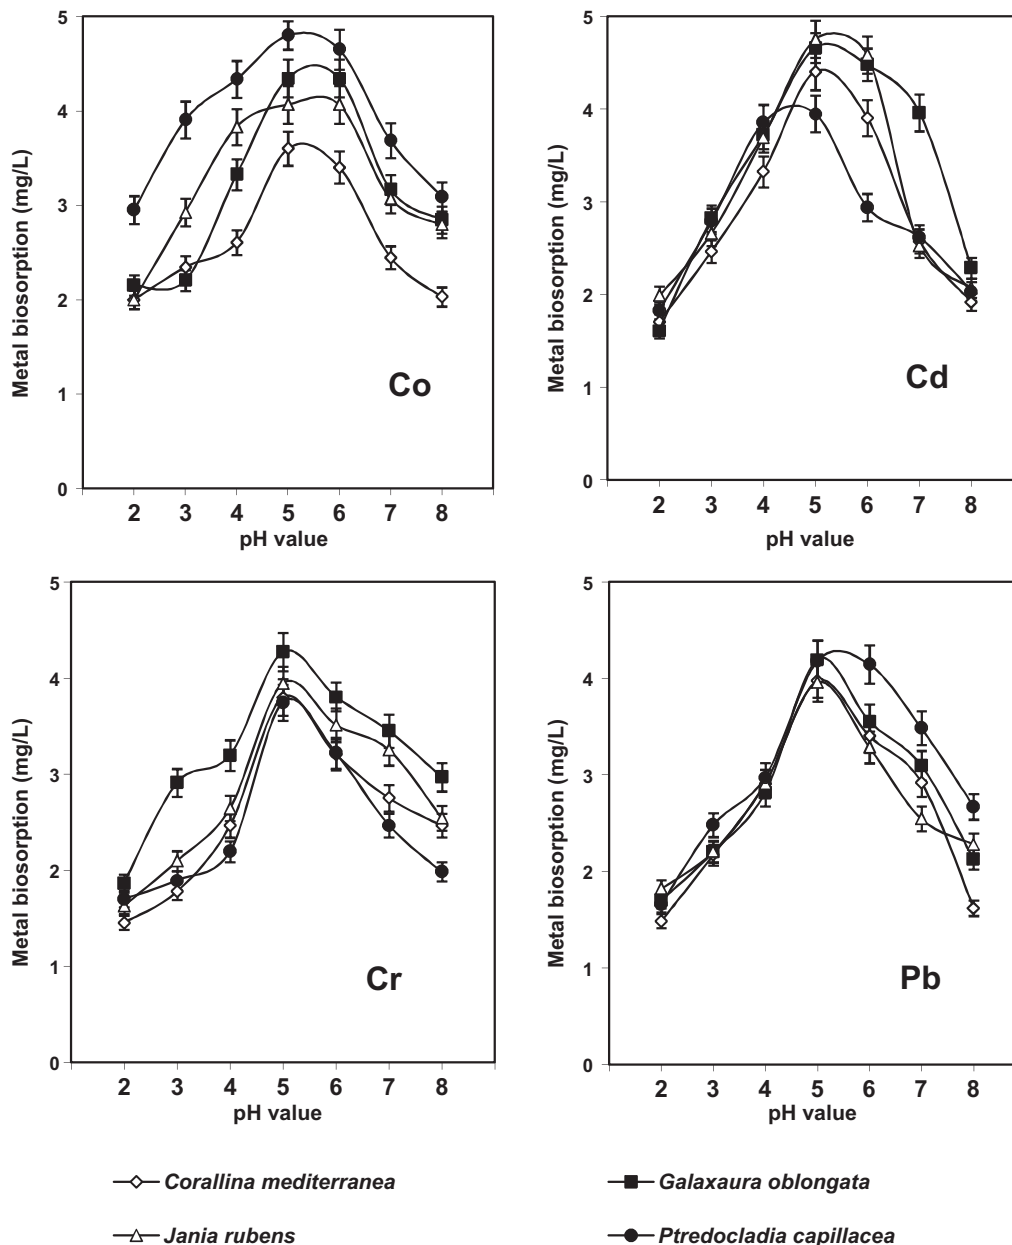 5
4
3
2
1
0
Metal biosorption (mg/L)
Co
2 3 4 5 6 7 8
pH value
5
4
3
2
1
0
Metal biosorption (mg/L)
Cd
2 3 4 5 6 7 8
pH value
5
4
3
2
1
0
Metal biosorption (mg/L)
Cr
2 3 4 5 6 7 8
pH value
5
4
3
2
1
0
Metal biosorption (mg/L)
Pb
2 3 4 5 6 7 8
pH value
Corallina mediterranea
Galaxaura oblongata
Jania rubens
Ptredocladia capillacea